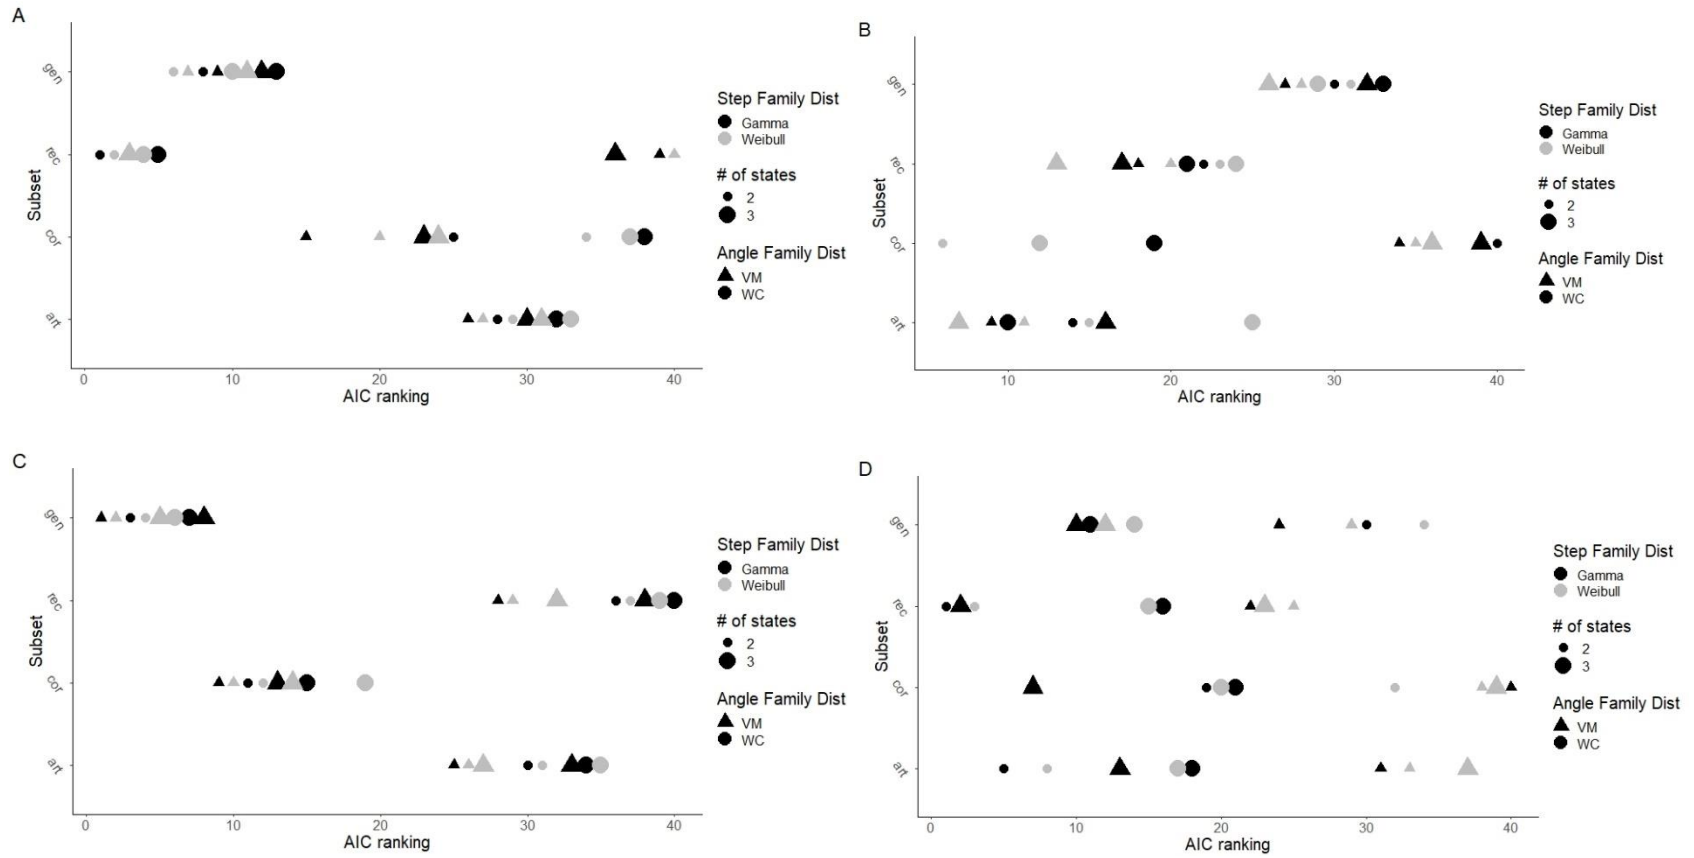 A
gen
rec
cor
art
Subset
0 10 20 30 40
AIC ranking
Step Family Dist
Gamma
Weibull
# of states
2
3
Angle Family Dist
VM
WC
B
gen
rec
cor
art
Subset
10 20 30 40
AIC ranking
Step Family Dist
Gamma
Weibull
# of states
2
3
Angle Family Dist
VM
WC
C
gen
rec
cor
art
Subset
0 10 20 30 40
AIC ranking
Step Family Dist
Gamma
Weibull
# of states
2
3
Angle Family Dist
VM
WC
D
gen
rec
cor
art
Subset
0 10 20 30 40
AIC ranking
Step Family Dist
Gamma
Weibull
# of states
2
3
Angle Family Dist
VM
WC